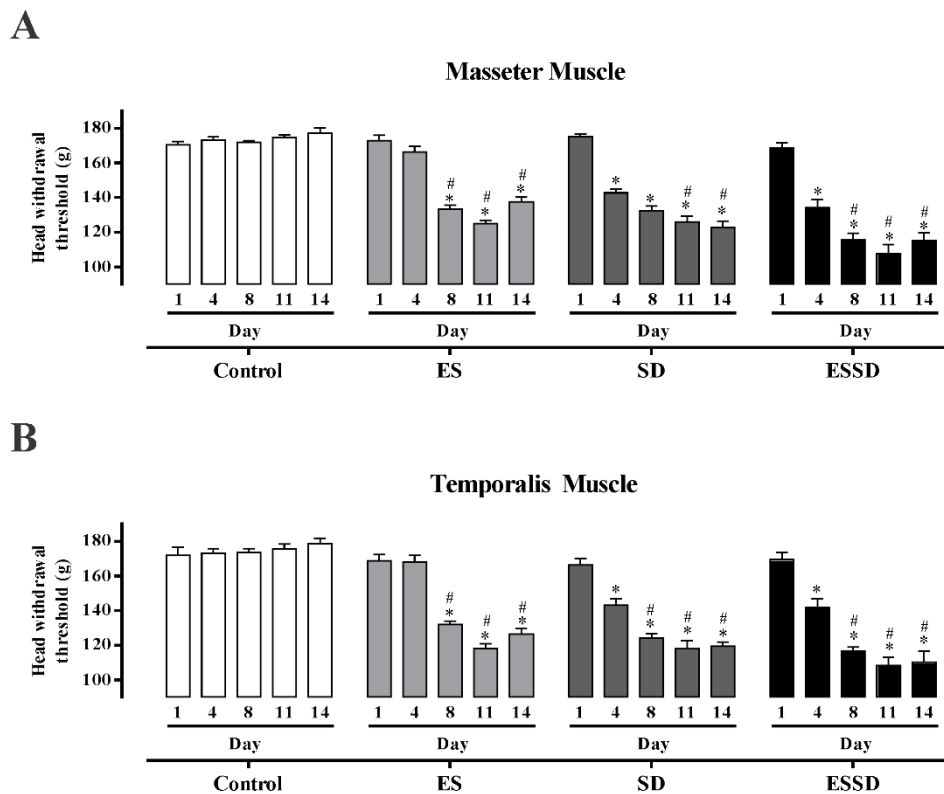 A
Masseter Muscle
Head withdrawal
threshold (g)
180
160
140
120
100
# # #
* * *
* * # #
* *
* # # #
* * *
1 4 8 11 14 1 4 8 11 14 1 4 8 11 14 1 4 8 11 14
Day Day Day Day
Control ES SD ESSD
B
Temporalis Muscle
Head withdrawal
threshold (g)
180
160
140
120
100
# # #
* * *
* # # #
* * *
* # # #
* * *
1 4 8 11 14 1 4 8 11 14 1 4 8 11 14 1 4 8 11 14
Day Day Day Day
Control ES SD ESSD